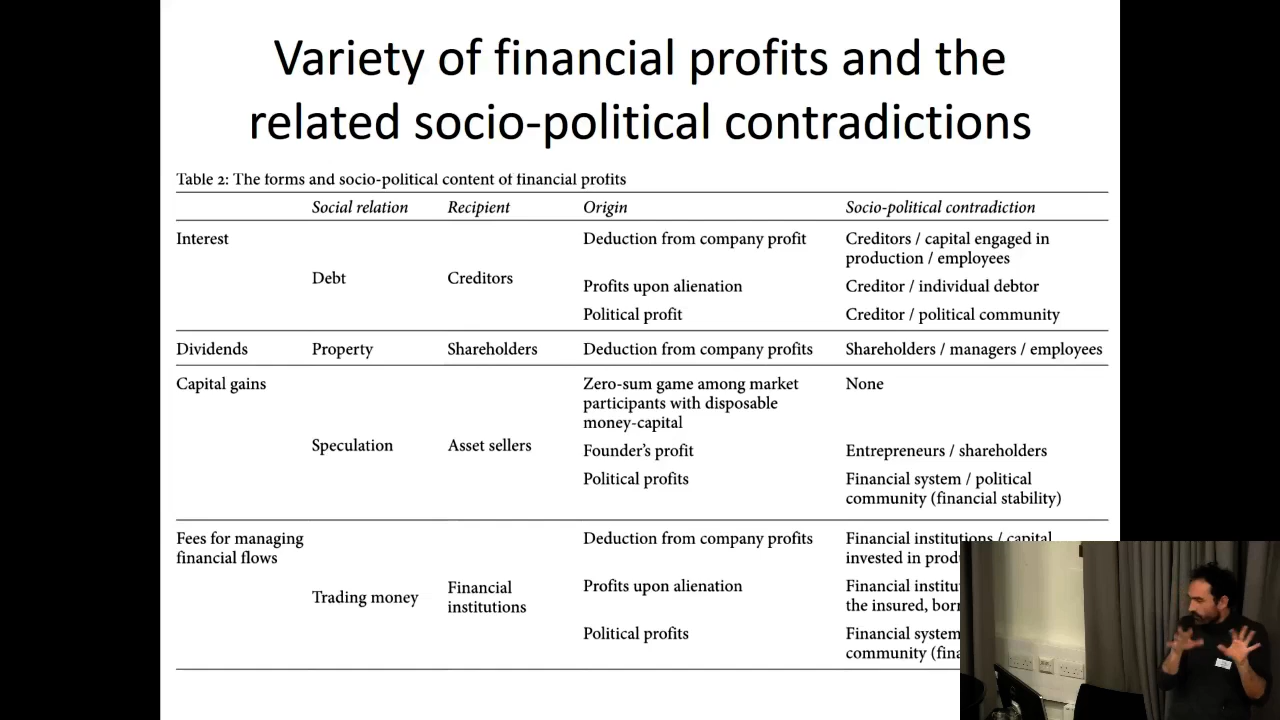 Variety of financial profits and the
related socio-political contradictions
Table 2: The forms and socio-political content of financial profits
Social relation Recipient Origin Socio-political contradiction
Interest Deduction from company profit Creditors / capital engaged in
production / employees
Debt Creditors
Profits upon alienation Creditor / individual debtor
Political profit Creditor / political community
Dividends Property Shareholders Deduction from company profits Shareholders / managers / employees
Capital gains Zero-sum game among market None
participants with disposable
money-capital
Speculation Asset sellers
Founder's profit Entrepreneurs / shareholders
Political profits Financial system / political
community (financial stability)
Fees for managing Deduction from company profits Financial institutions / capital
financial flows invested in
Profits upon alienation Financial
Trading money Financial
institutions
the insured,
Political profits Financial system
community